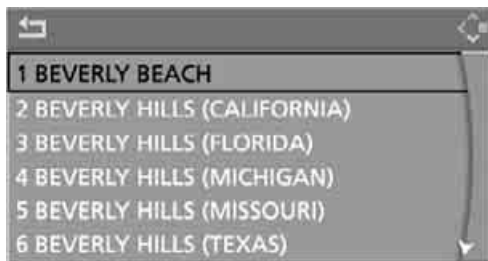 1 BEVERLY BEACH
2 BEVERLY HILLS (CALIFORNIA)
3 BEVERLY HILLS (FLORIDA)
4 BEVERLY HILLS (MICHIGAN)
5 BEVERLY HILLS (MISSOURI)
6 BEVERLY HILLS (TEXAS)